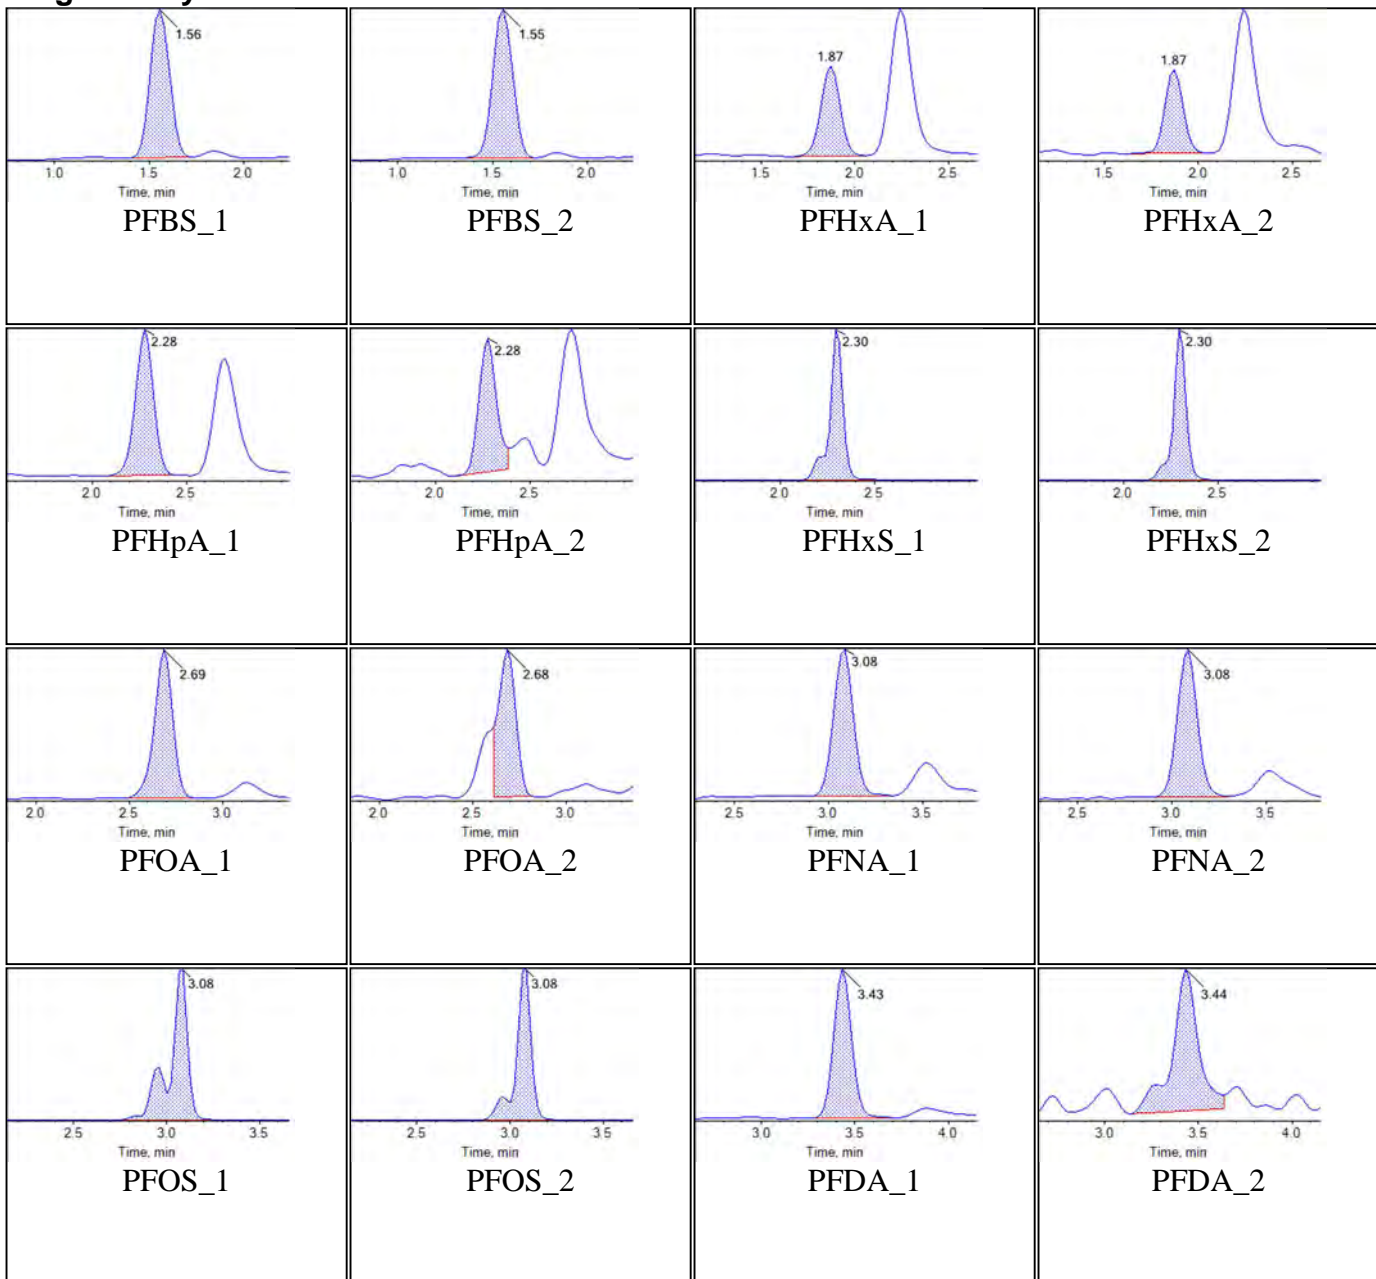 1.56
1.0 1.5 2.0
Time, min
PFBS_1
1.55
1.0 1.5 2.0
Time, min
PFBS_2
1.87
1.5 2.0 2.5
Time, min
PFHxA_1
1.87
1.5 2.0 2.5
Time, min
PFHxA_2
2.28
2.0 2.5
Time, min
PFHpA_1
2.28
2.0 2.5
Time, min
PFHpA_2
2.30
2.0 2.5
Time, min
PFHxS_1
2.30
2.0 2.5
Time, min
PFHxS_2
2.69
2.0 2.5 3.0
Time, min
PFOA_1
2.68
2.0 2.5 3.0
Time, min
PFOA_2
3.08
2.5 3.0 3.5
Time, min
PFNA_1
3.08
2.5 3.0 3.5
Time, min
PFNA_2
3.08
2.5 3.0 3.5
Time, min
PFOS_1
3.08
2.5 3.0 3.5
Time, min
PFOS_2
3.43
3.0 3.5 4.0
Time, min
PFDA_1
3.44
3.0 3.5 4.0
Time, min
PFDA_2